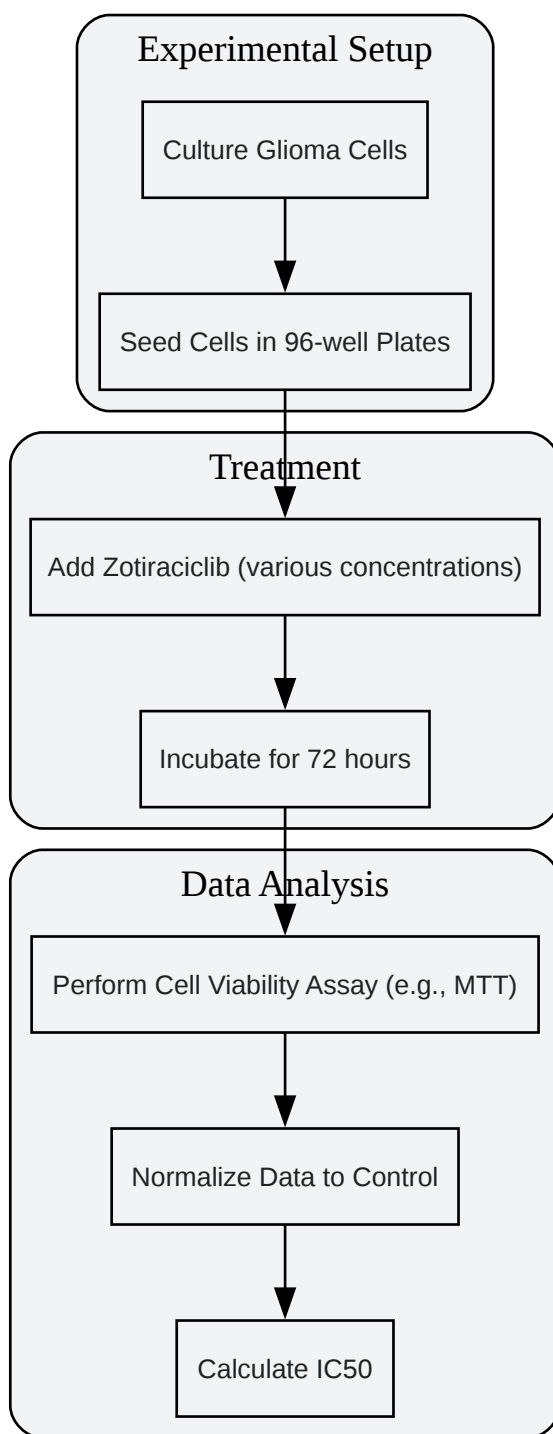 Experimental Setup
Culture Glioma Cells
Seed Cells in 96-well Plates
Treatment
Add Zotiraciclib (various concentrations)
Incubate for 72 hours
Data Analysis
Perform Cell Viability Assay (e.g., MTT)
Normalize Data to Control
Calculate IC50